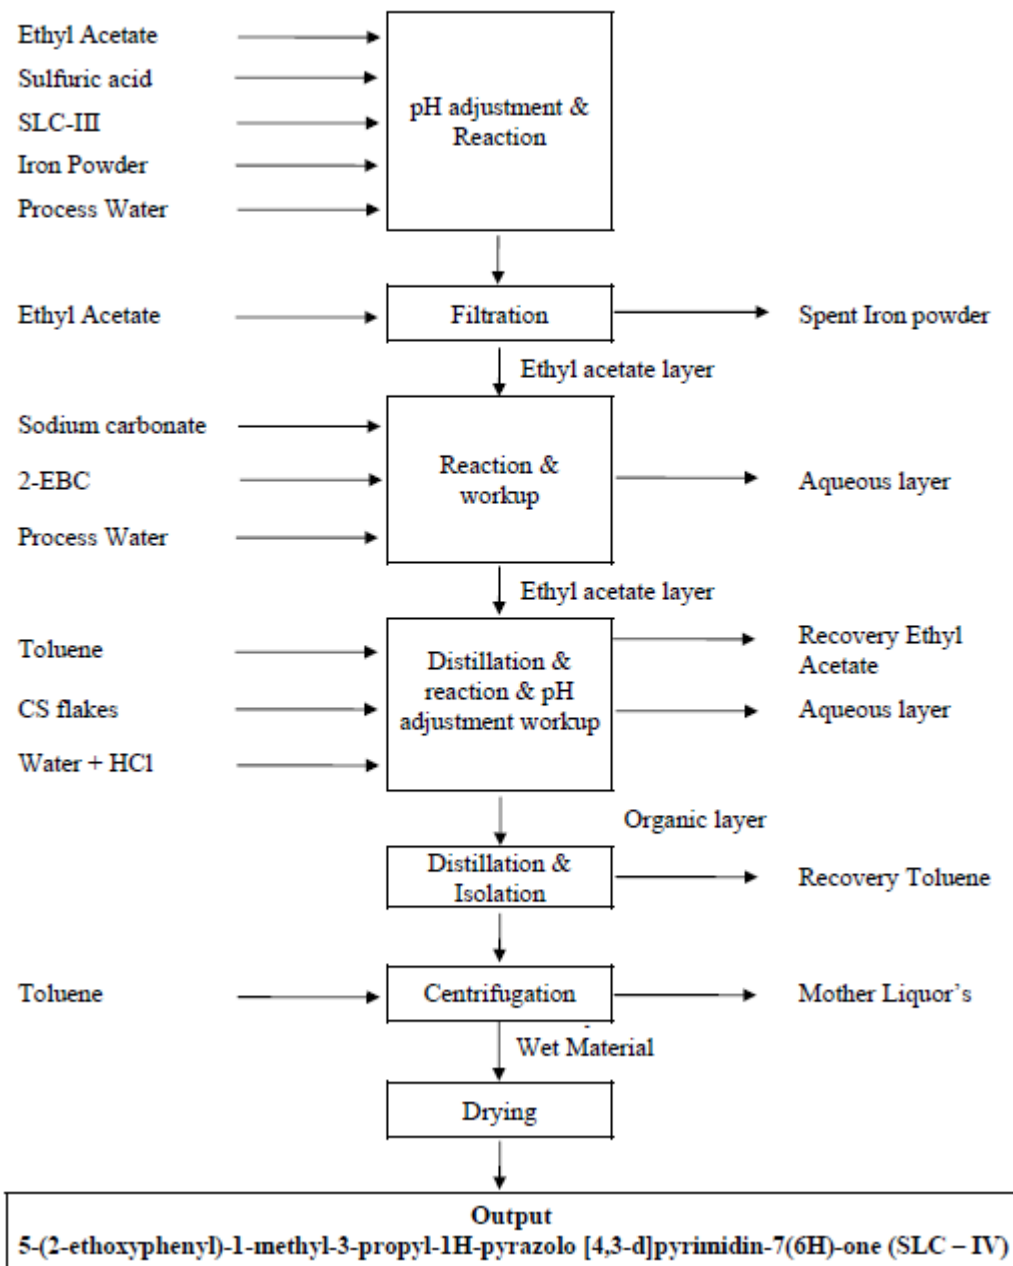 Ethyl Acetate
Sulfuric acid
SLC-III
Iron Powder
Process Water
pH adjustment &
Reaction
Ethyl Acetate
Filtration
Spent Iron powder
Ethyl acetate layer
Sodium carbonate
2-EBC
Process Water
Reaction &
workup
Aqueous layer
Ethyl acetate layer
Toluene
CS flakes
Water + HCl
Distillation &
reaction & pH
adjustment workup
Recovery Ethyl
Acetate
Aqueous layer
Organic layer
Distillation &
Isolation
Recovery Toluene
Toluene
Centrifugation
Mother Liquor’s
Wet Material
Drying
Output
5-(2-ethoxyphenyl)-1-methyl-3-propyl-1H-pyrazolo [4,3-d]pyrimidin-7(6H)-one (SLC – IV)